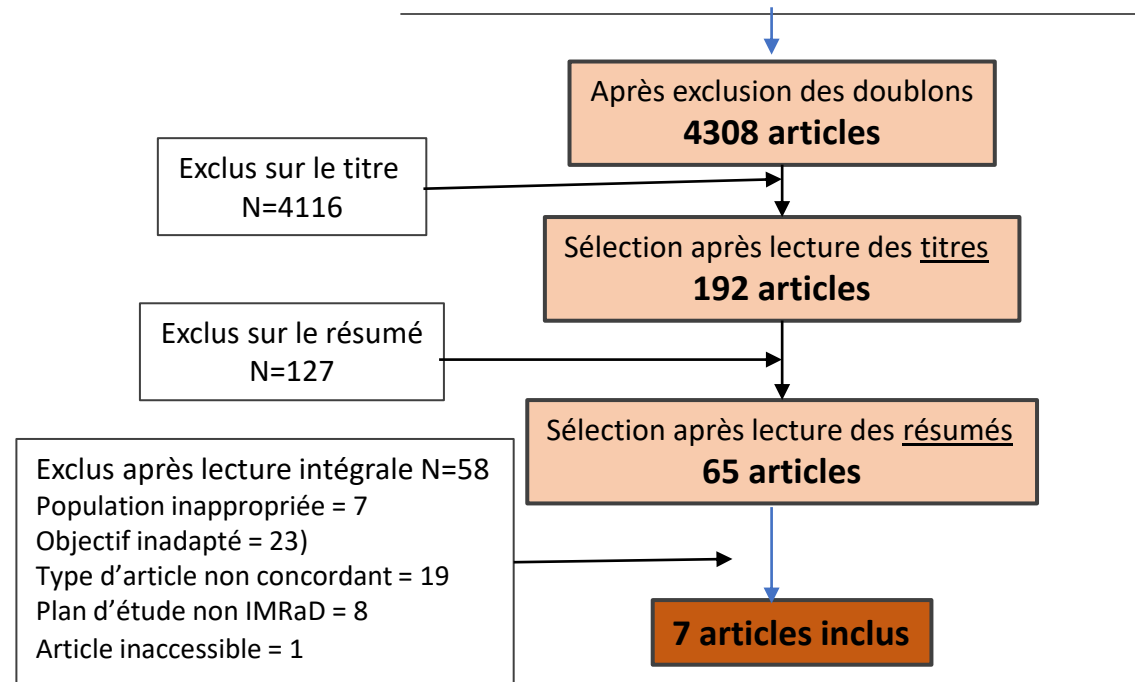 Après exclusion des doublons
4308 articles
Exclus sur le titre
N=4116
Sélection après lecture des titres
192 articles
Exclus sur le résumé
N=127
Sélection après lecture des résumés
65 articles
Exclus après lecture intégrale N=58
Population inappropriée = 7
Objectif inadapté = 23)
Type d'article non concordant = 19
Plan d'étude non IMRaD = 8
Article inaccessible = 1
7 articles inclus